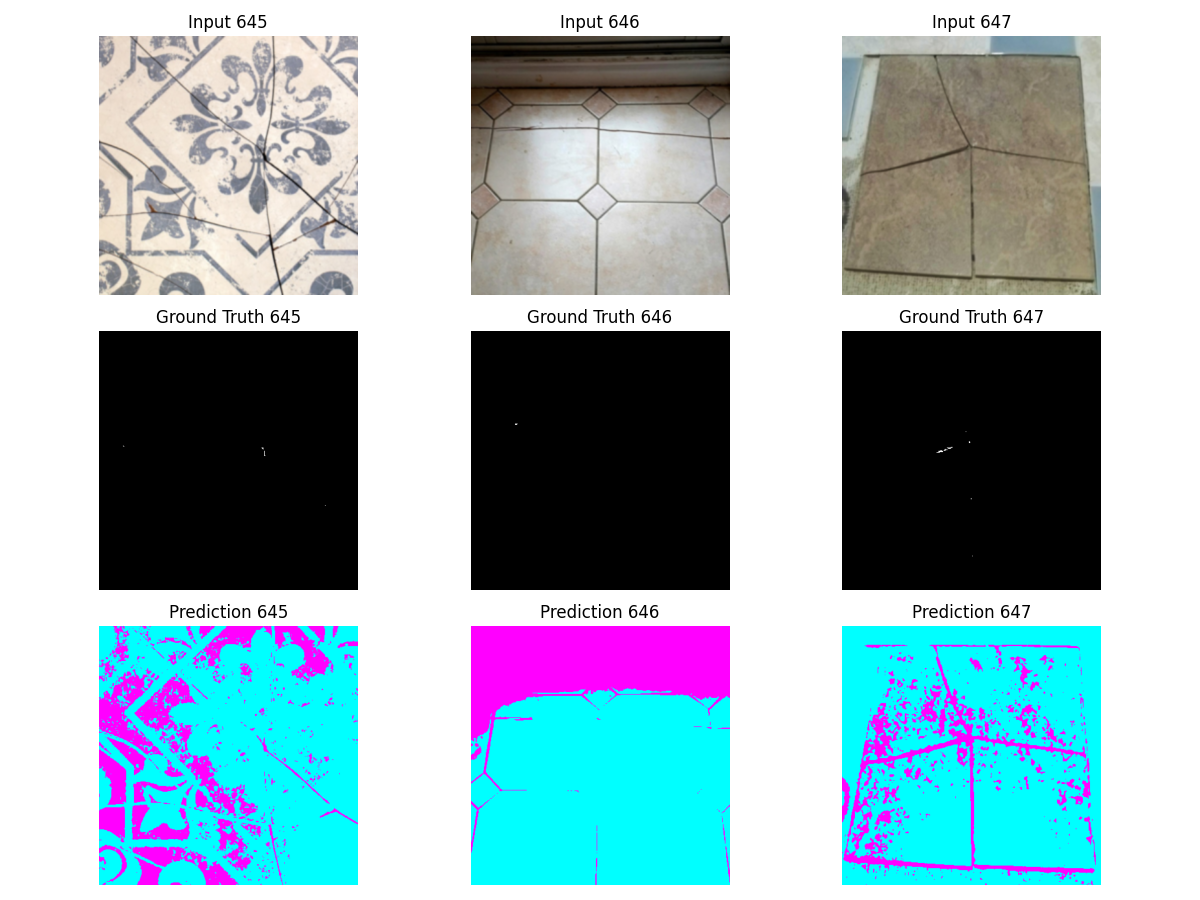 Input 645
Input 646
Input 647
Ground Truth 645
Ground Truth 646
Ground Truth 647
Prediction 645
Prediction 646
Prediction 647